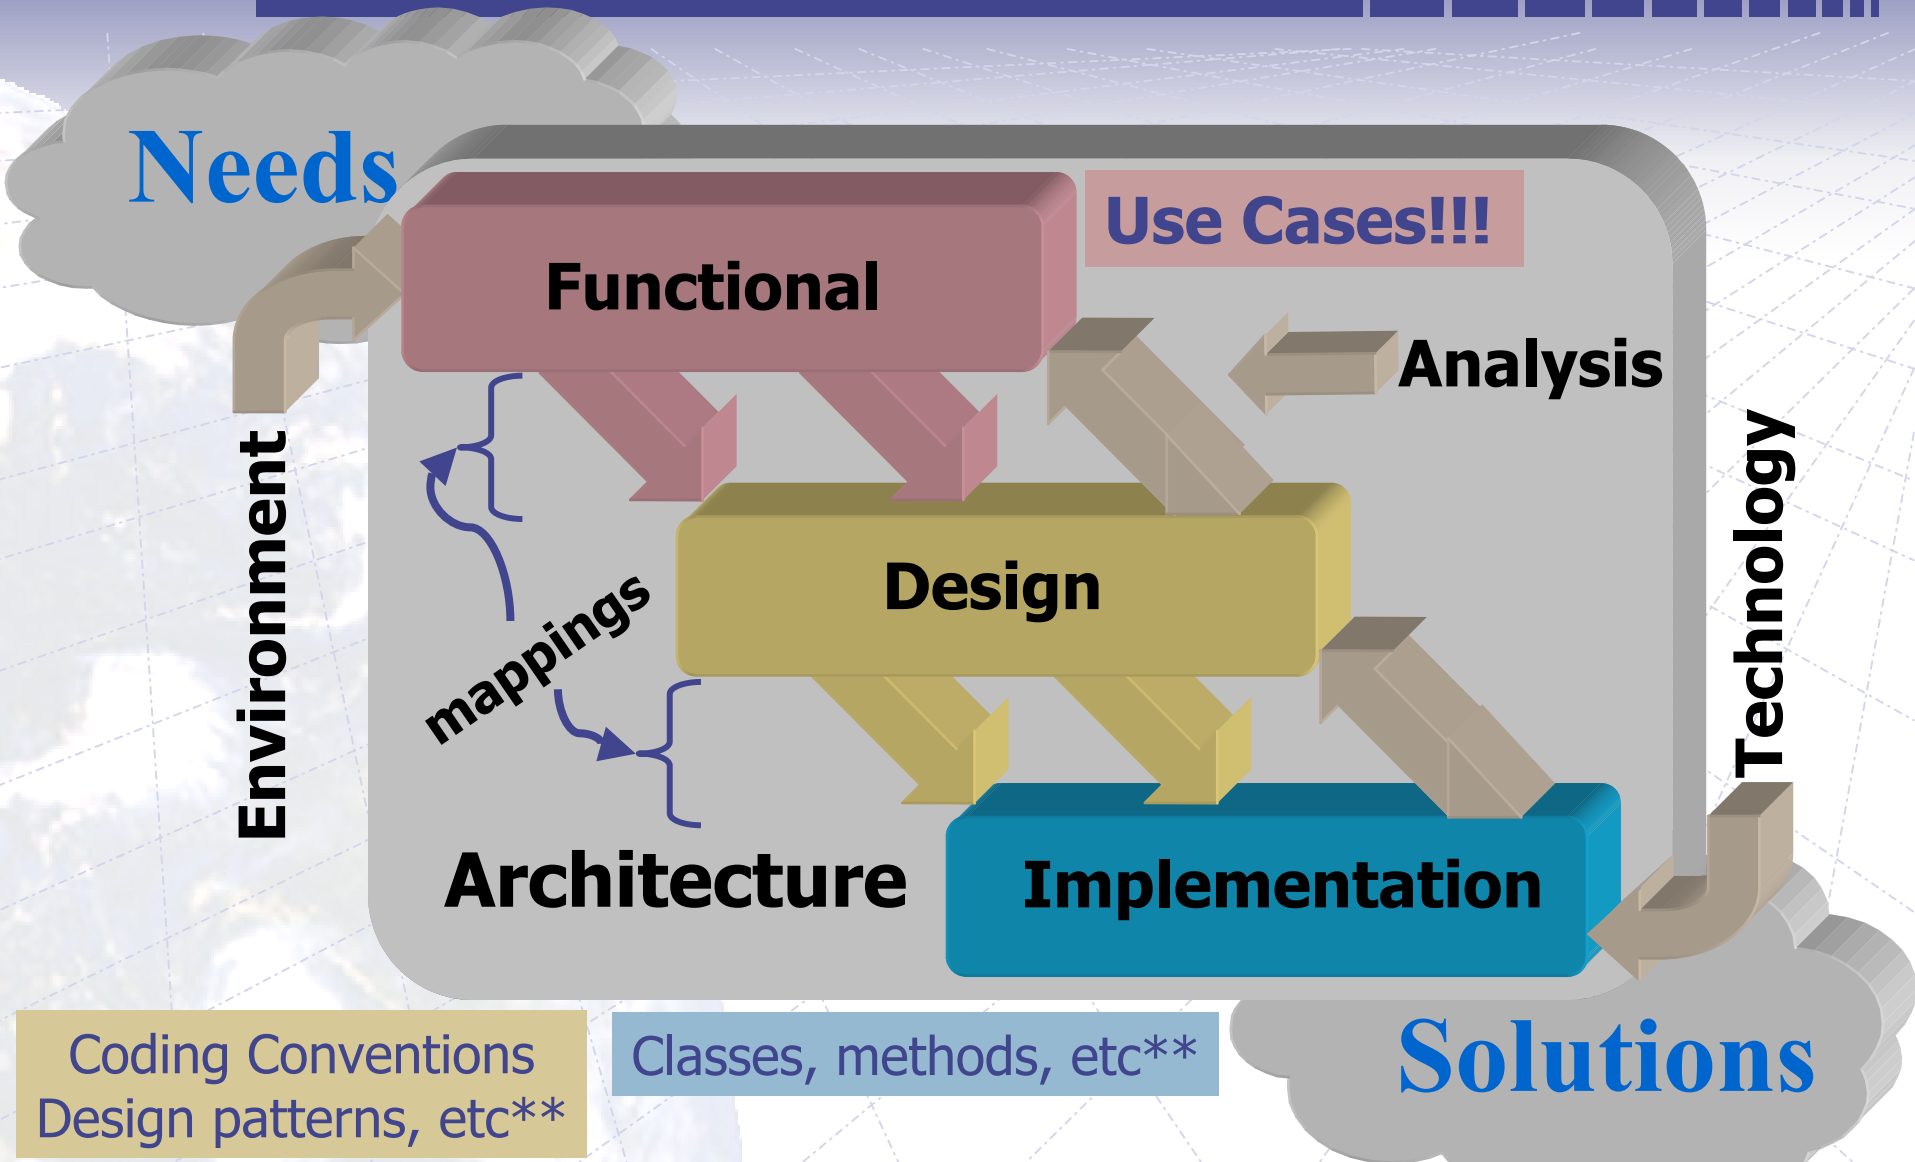 Needs
Use Cases!!!
Functional
Analysis
Environment
Technology
mappings
Design
Architecture
Implementation
Coding Conventions
Design patterns, etc**
Classes, methods, etc**
Solutions